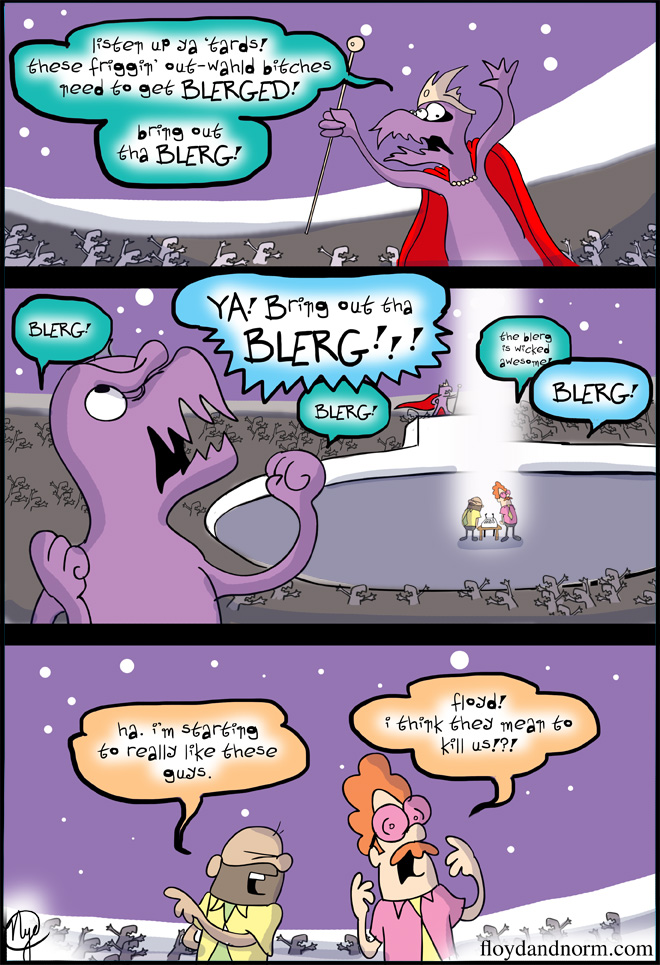 listen up ya 'tards!
these friggin' out-wahld bitches
need to get BLERGED!
bring out
tha BLERG!
BLERG!
YA! Bring out tha
BLERG!!!
BLERG!
the blerg
is wicked
awesome!
BLERG!
ha. i'm starting
to really like these
guys.
floyd!
i think they mean to
kill us!?!
Nye
floydandnorm.com